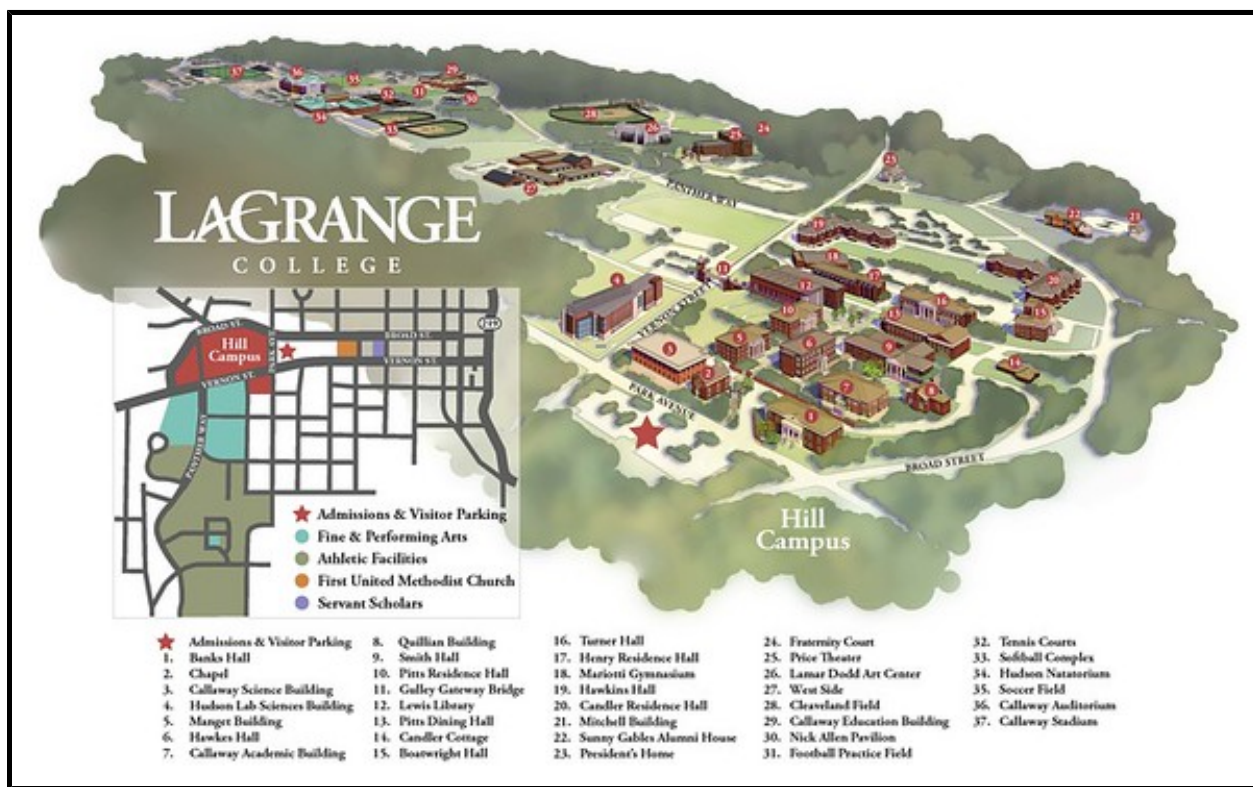 LAGRANGE
COLLEGE
PANTHER WAY
VERNON STREET
PARK AVENUE
BROAD STREET
Hill
Campus
BROAD ST.
BROAD ST.
219
Hill
Campus
PARK AVE
VERNON ST.
VERNON ST.
PANTHER WAY
Admissions & Visitor Parking
Fine & Performing Arts
Athletic Facilities
First United Methodist Church
Servant Scholars
Admissions & Visitor Parking
1. Banks Hall
2. Chapel
3. Callaway Science Building
4. Hudson Lab Sciences Building
5. Manget Building
6. Hawkes Hall
7. Callaway Academic Building
8. Quillian Building
9. Smith Hall
10. Pitts Residence Hall
11. Gulley Gateway Bridge
12. Lewis Library
13. Pitts Dining Hall
14. Candler Cottage
15. Boatwright Hall
16. Turner Hall
17. Henry Residence Hall
18. Mariotti Gymnasium
19. Hawkins Hall
20. Candler Residence Hall
21. Mitchell Building
22. Sunny Gables Alumni House
23. President's Home
24. Fraternity Court
25. Price Theater
26. Lamar Dodd Art Center
27. West Side
28. Cleaveland Field
29. Callaway Education Building
30. Nick Allen Pavilion
31. Football Practice Field
32. Tennis Courts
33. Softball Complex
34. Hudson Natatorium
35. Soccer Field
36. Callaway Auditorium
37. Callaway Stadium